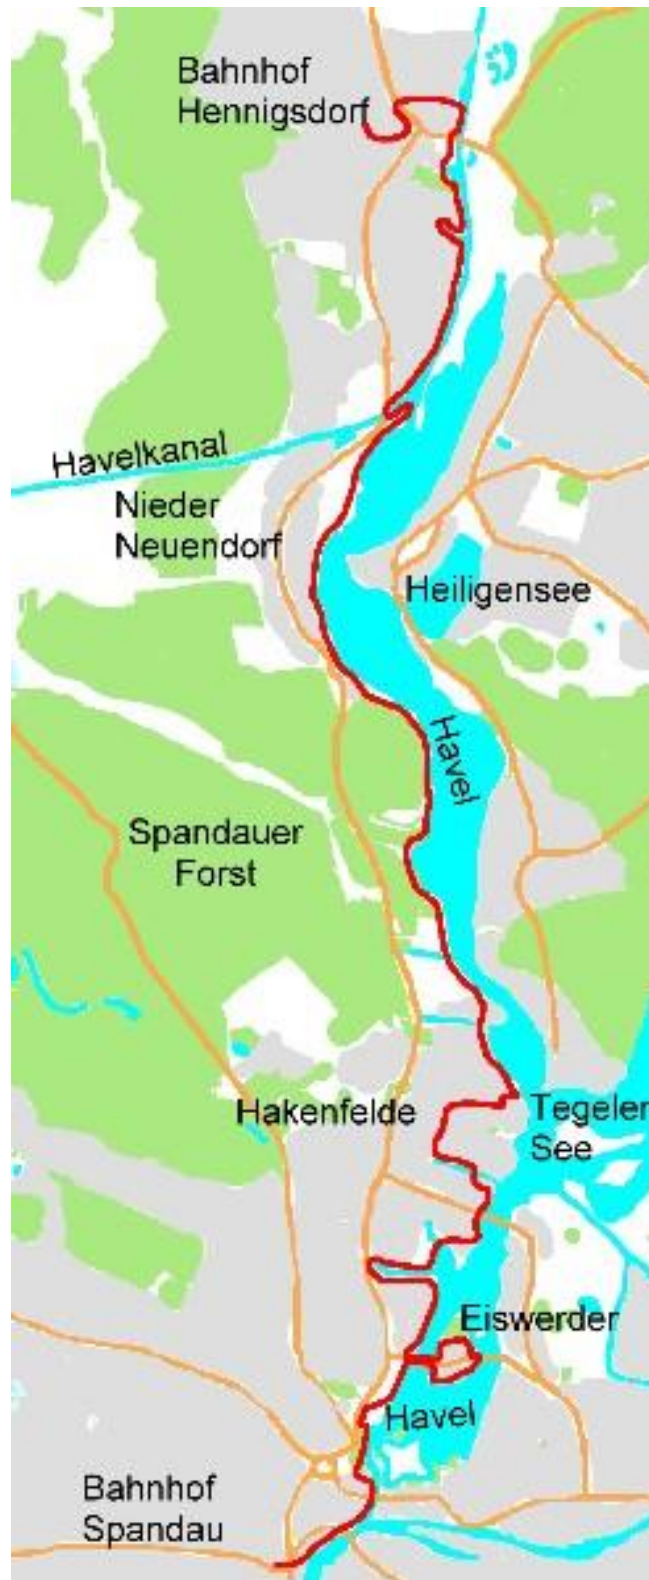 Bahnhof
Hennigsdorf
Havelkanal
Nieder
Neuendorf
Heiligensee
Havel
Spandauer
Forst
Hakenfelde
Tegeler
See
Eiswerder
Havel
Bahnhof
Spandau